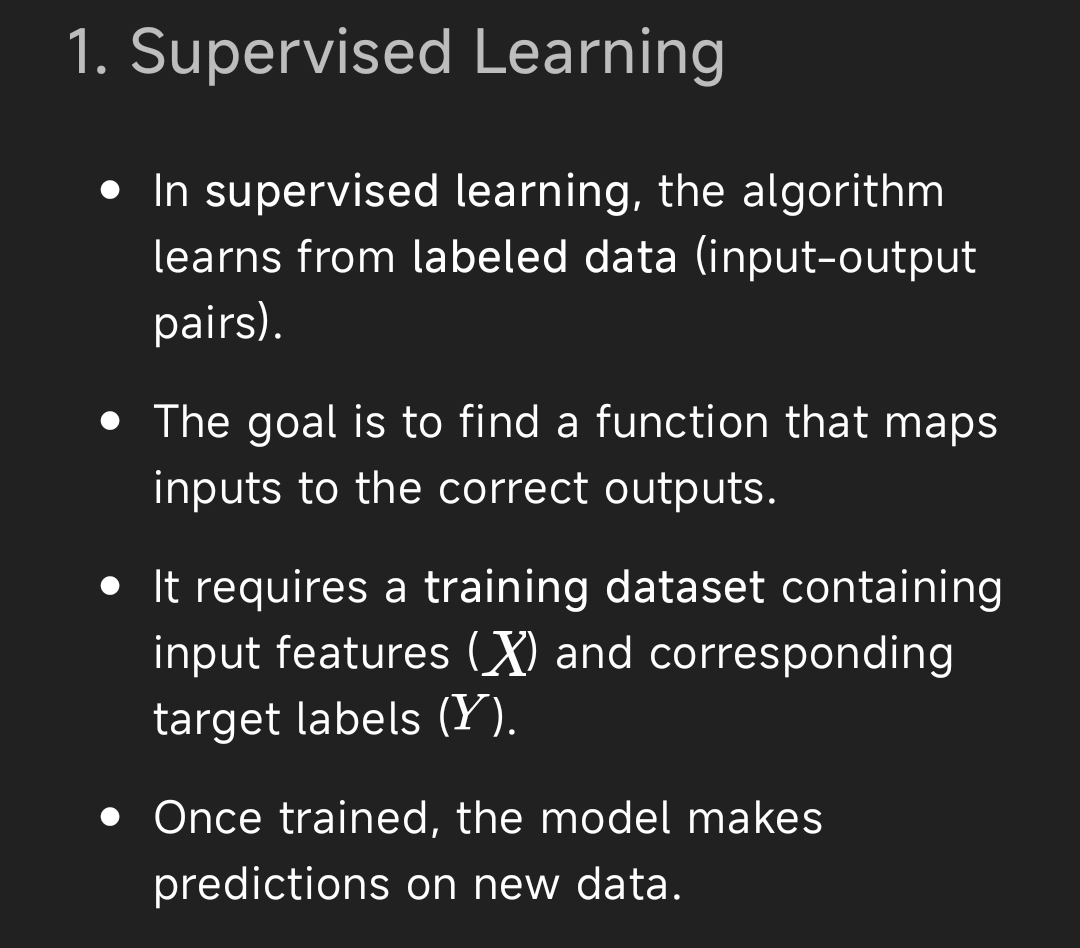 1. Supervised Learning
• In supervised learning, the algorithm
learns from labeled data (input-output
pairs).
• The goal is to find a function that maps
inputs to the correct outputs.
• It requires a training dataset containing
input features (X) and corresponding
target labels (Y).
• Once trained, the model makes
predictions on new data.